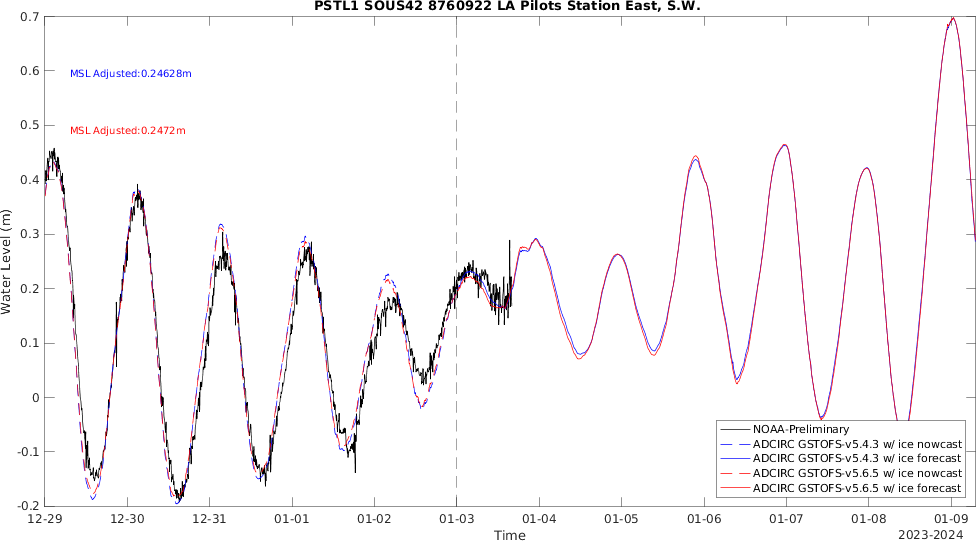 PSTL1 SOUS42 8760922 LA Pilots Station East, S.W.
0.7
0.6
0.5
0.4
0.3
0.2
0.1
0
-0.1
-0.2
Water Level (m)
MSL Adjusted:0.24628m
MSL Adjusted:0.2472m
NOAA-Preliminary
ADCIRC GSTOFS-v5.4.3 w/ ice nowcast
ADCIRC GSTOFS-v5.4.3 w/ ice forecast
ADCIRC GSTOFS-v5.6.5 w/ ice nowcast
ADCIRC GSTOFS-v5.6.5 w/ ice forecast
12-29 12-30 12-31 01-01 01-02 01-03 01-04 01-05 01-06 01-07 01-08 01-09
Time
2023-2024